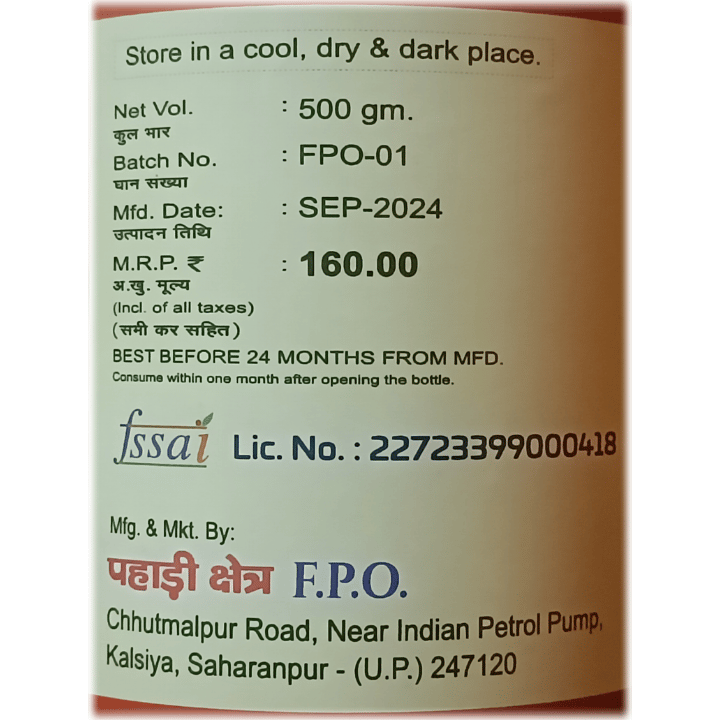 Store in a cool, dry & dark place.
Net Vol. : 500 gm.
कुल भार
Batch No. : FPO-01
घान संख्या
Mfd. Date: : SEP-2024
उत्पादन तिथि
M.R.P. ₹ : 160.00
अ.खु. मूल्य
(Incl. of all taxes)
(समी कर सहित)
BEST BEFORE 24 MONTHS FROM MFD.
Consume within one month after opening the bottle.
fssai Lic. No. : 22723399000418
Mfg. & Mkt. By:
पहाड़ी क्षेत्र F.P.O.
Chhutmalpur Road, Near Indian Petrol Pump,
Kalsiya, Saharanpur - (U.P.) 247120